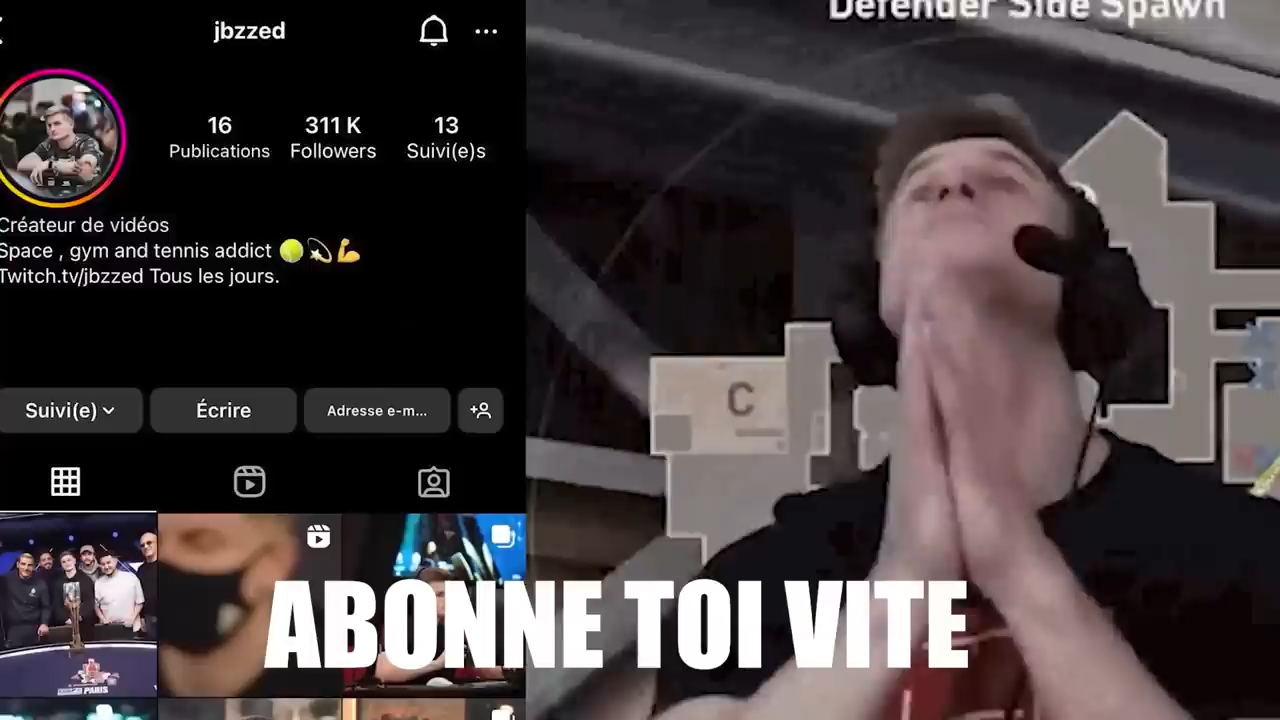 jbzzed
Defender Side Spawn
16
311 K
13
Publications
Followers
Suivi(e)s
Créateur de vidéos
Space , gym and tennis addict 🎾💫💪
Twitch.tv/jbzzed Tous les jours.
Suivi(e)
Écrire
Adresse e-m...
C
PARIS
ABONNE TOI VITE